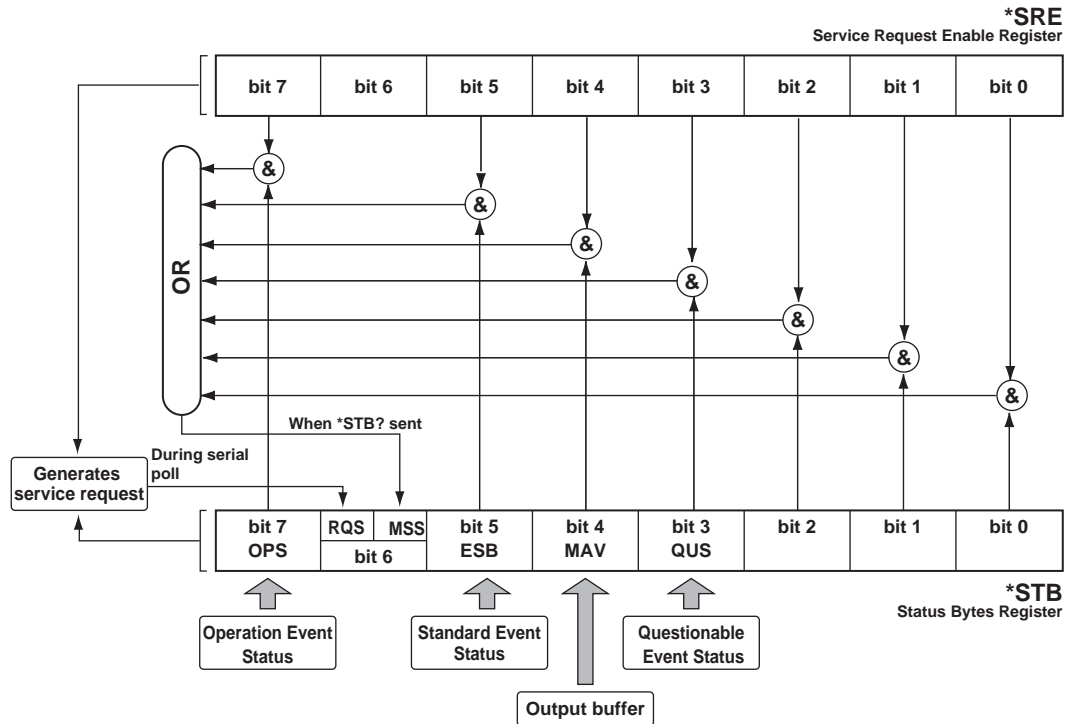 *SRE
Service Request Enable Register
bit 7 bit 6 bit 5 bit 4 bit 3 bit 2 bit 1 bit 0
&
&
&
&
&
&
&
OR
When *STB? sent
During serial
poll
Generates
service request
bit 7 RQS MSS bit 5 bit 4 bit 3 bit 2 bit 1 bit 0
OPS bit 6 ESB MAV QUS
*STB
Status Bytes Register
Operation Event
Status
Standard Event
Status
Questionable
Event Status
Output buffer